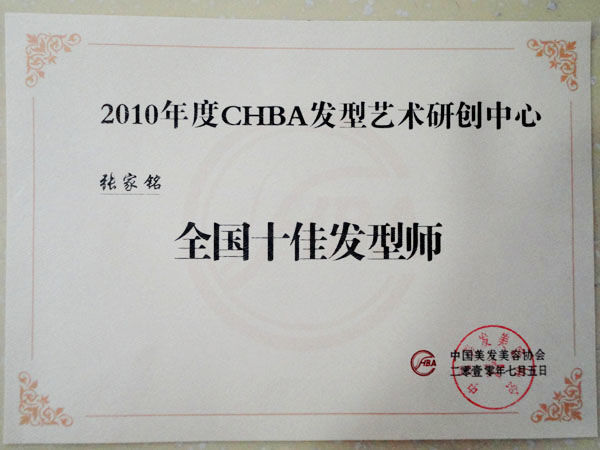 2010年度CHBA发型艺术研创中心
张家铭
全国十佳发型师
CHBA
中国美发美容协会
二零壹零年七月五日